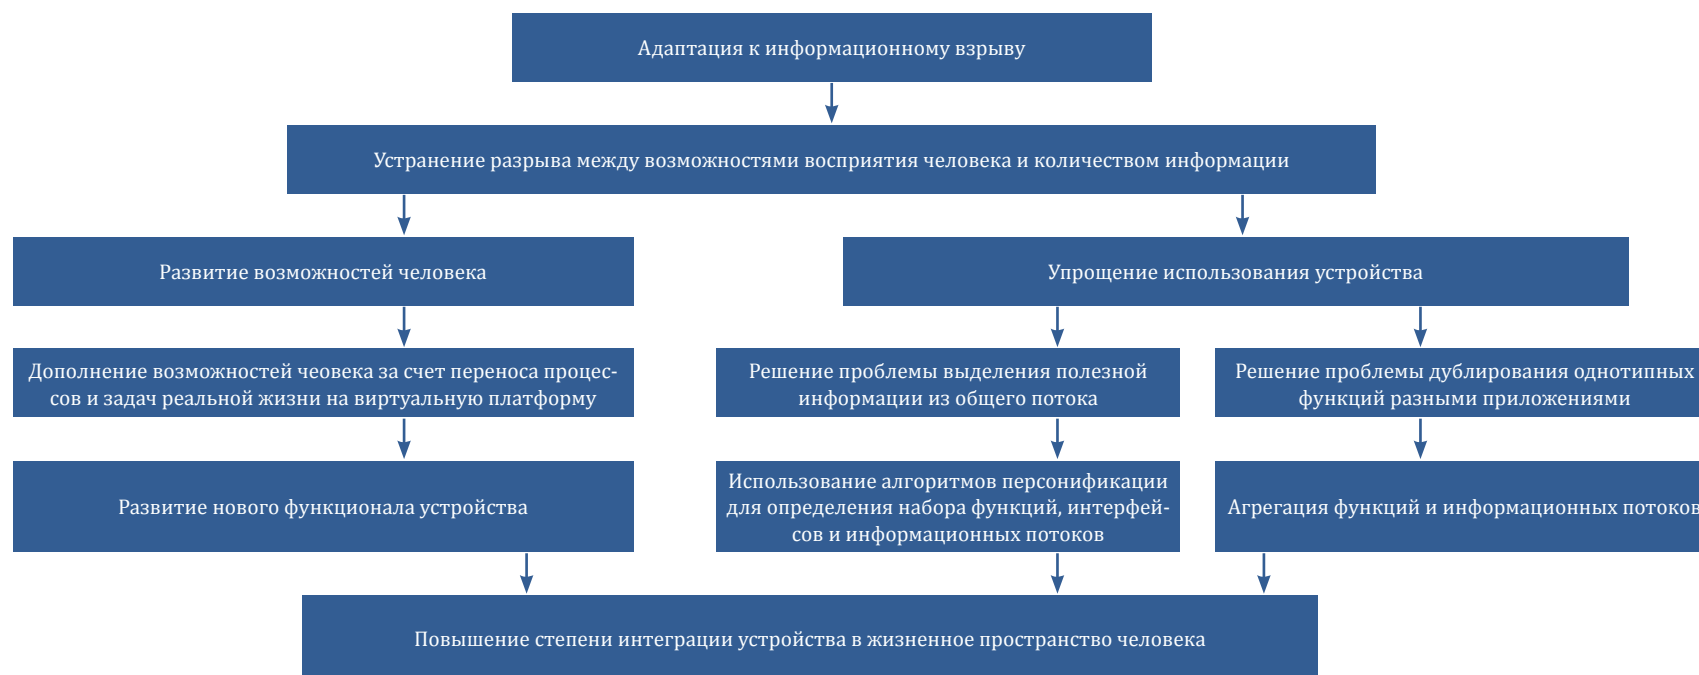 Адаптация к информационному взрыву
Устранение разрыва между возможностями восприятия человека и количеством информации
Развитие возможностей человека
Упрощение использования устройства
Дополнение возможностей чеовека за счет переноса процес-
сов и задач реальной жизни на виртуальную платформу
Решение проблемы выделения полезной
информации из общего потока
Решение проблемы дублирования однотипных
функций разными приложениями
Развитие нового функционала устройства
Использование алгоритмов персонификации
для определения набора функций, интерфей-
сов и информационных потоков
Агрегация функций и информационных потоков
Повышение степени интеграции устройства в жизненное пространство человека